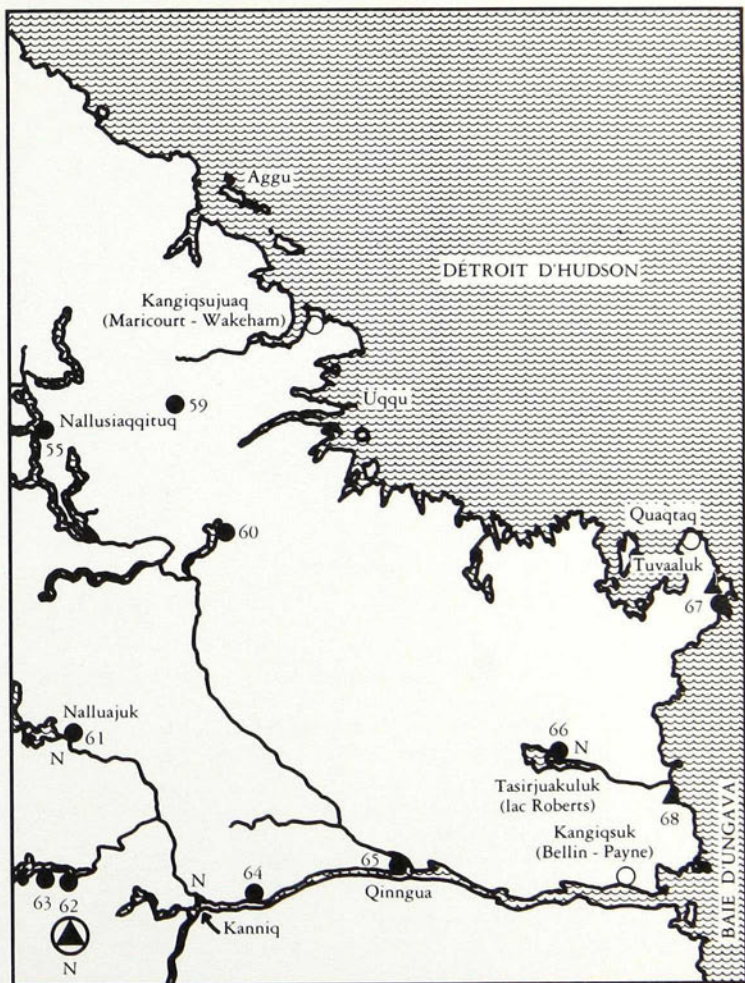 Aggu
DÉTROIT D'HUDSON
Kangiqsujuaq
(Maricourt - Wakeham)
59
Uqqu
Nallusiaqqituq
55
60
Quaqtaq
Tuvaaluk
67
Nalluajuk
61
N
66
N
Tasirjuakuluk
(lac Roberts)
68
Kangiqsuk
(Bellin - Payne)
BAIE D'UNGAVA
65
Qinngua
64
N
Kanniq
63
62
N